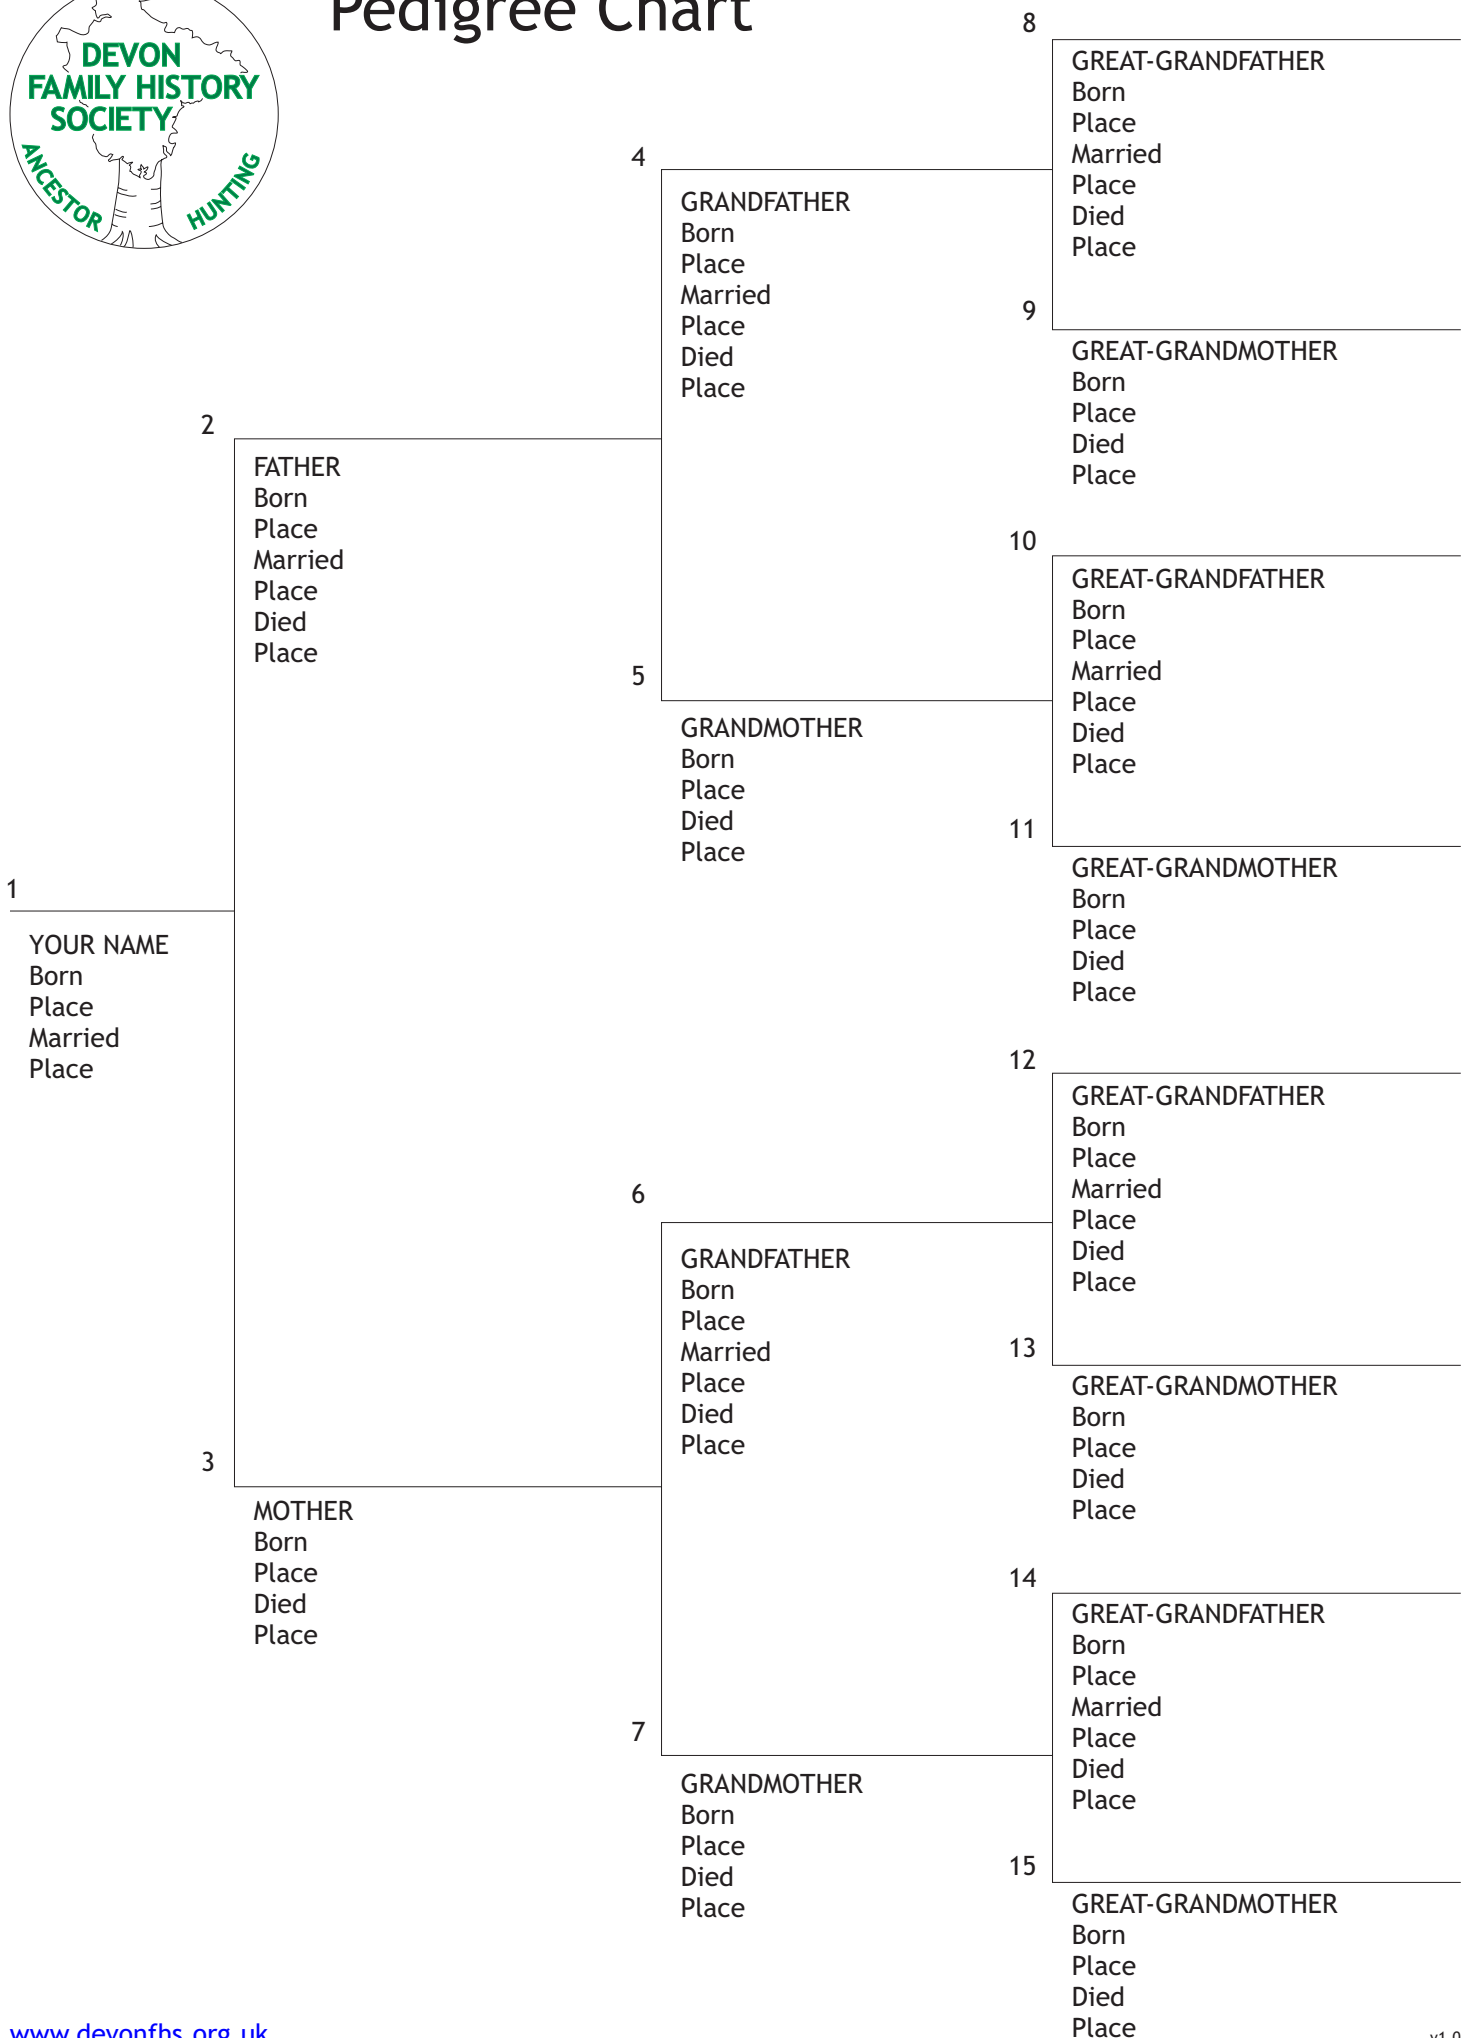 Pedigree Chart
DEVON
FAMILY HISTORY
SOCIETY
ANCESTOR
HUNTING
1
YOUR NAME
Born
Place
Married
Place
2
FATHER
Born
Place
Married
Place
Died
Place
3
MOTHER
Born
Place
Died
Place
4
GRANDFATHER
Born
Place
Married
Place
Died
Place
5
GRANDMOTHER
Born
Place
Died
Place
6
GRANDFATHER
Born
Place
Married
Place
Died
Place
7
GRANDMOTHER
Born
Place
Died
Place
8
GREAT-GRANDFATHER
Born
Place
Married
Place
Died
Place
9
GREAT-GRANDMOTHER
Born
Place
Died
Place
10
GREAT-GRANDFATHER
Born
Place
Married
Place
Died
Place
11
GREAT-GRANDMOTHER
Born
Place
Died
Place
12
GREAT-GRANDFATHER
Born
Place
Married
Place
Died
Place
13
GREAT-GRANDMOTHER
Born
Place
Died
Place
14
GREAT-GRANDFATHER
Born
Place
Married
Place
Died
Place
15
GREAT-GRANDMOTHER
Born
Place
Died
Place
www.devonfhs.org.uk
v1.0